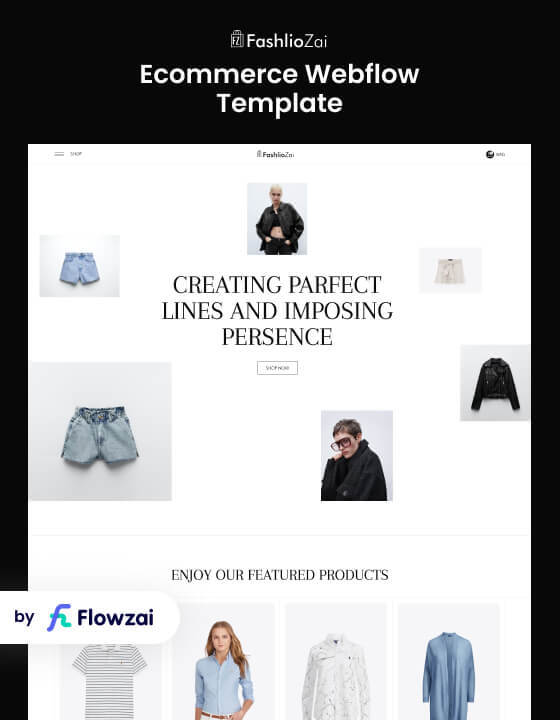 FZ FashlioZai
Ecommerce Webflow
Template
SHOP
FashlioZai
CREATING PARFECT
LINES AND IMPOSING
PERSENCE
SHOP NOW
ENJOY OUR FEATURED PRODUCTS
by Flowzai